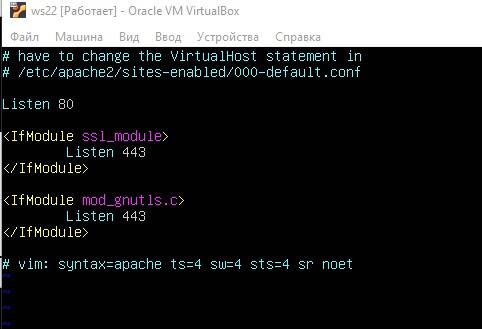 ws22 [Работает] - Oracle VM VirtualBox
Файл Машина Вид Ввод Устройства Справка
# have to change the VirtualHost statement in
# /etc/apache2/sites-enabled/000-default.conf
Listen 80
<IfModule ssl_module>
Listen 443
</IfModule>
<IfModule mod_gnutls.c>
Listen 443
</IfModule>
# vim: syntax=apache ts=4 sw=4 sts=4 sr noet
~
~
~
~